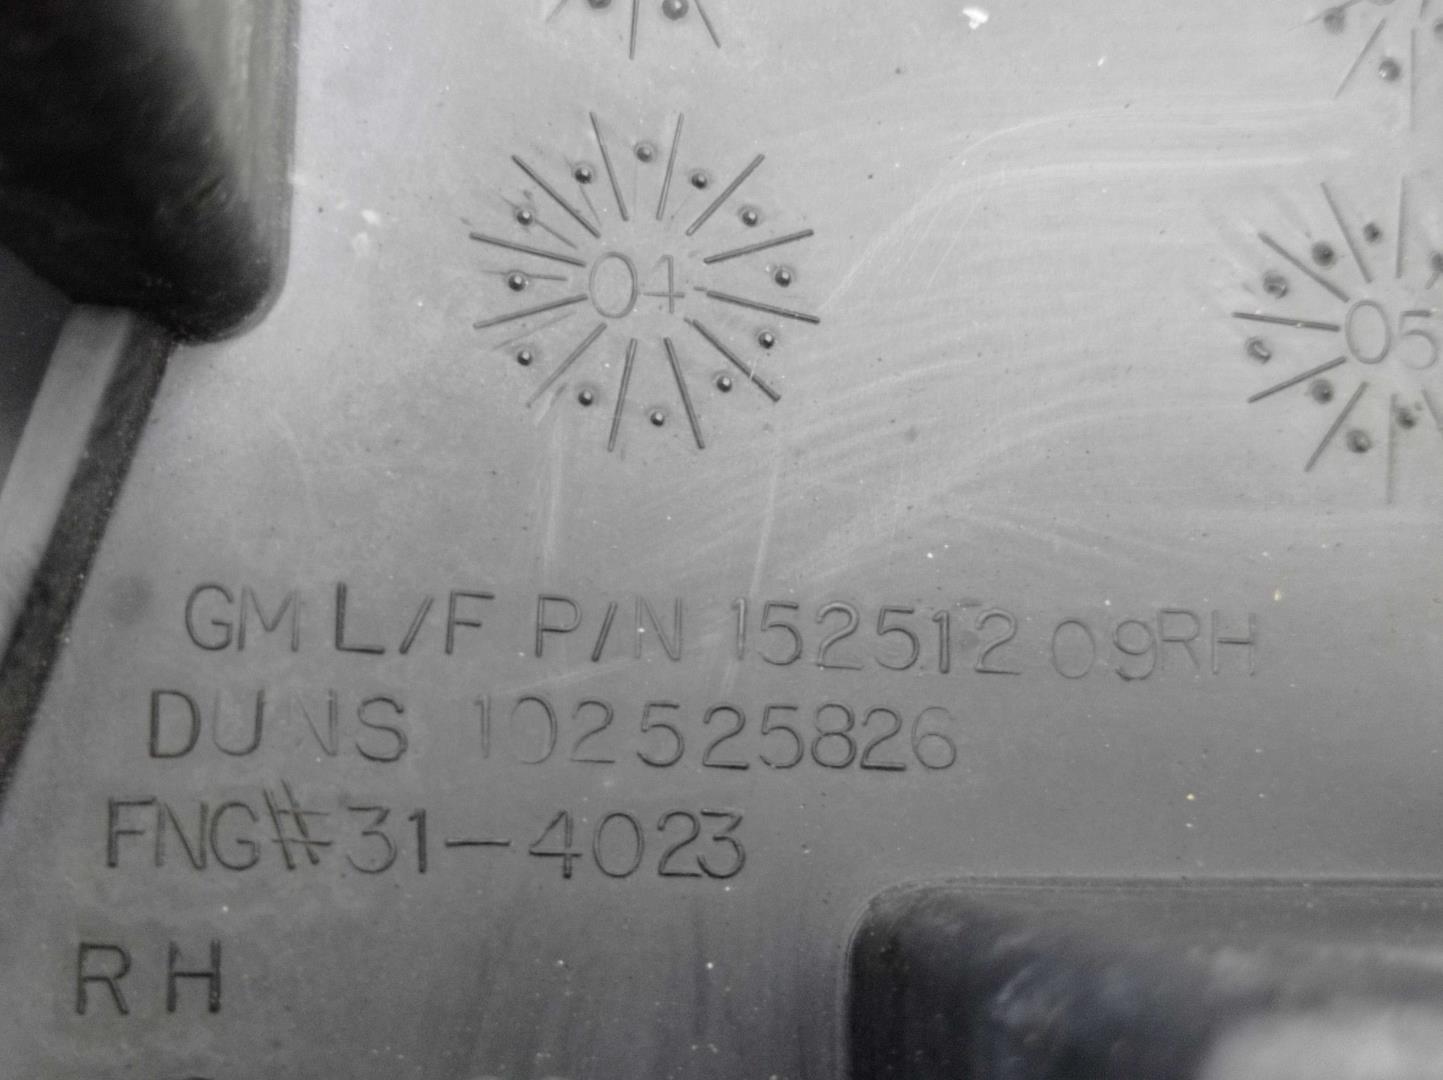 04
05
GM L/F P/N 15251209RH
DUNS 102525826
FNG#31-4023
RH